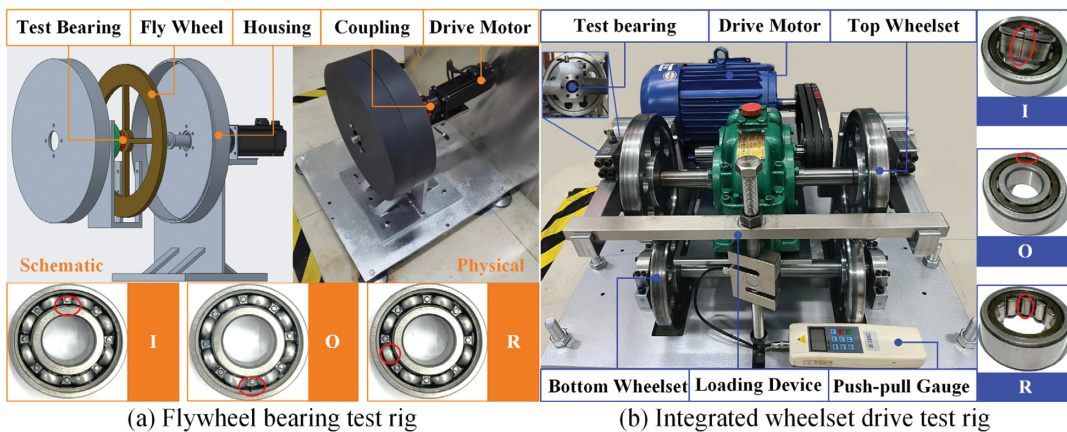 Test Bearing Fly Wheel Housing Coupling Drive Motor
Schematic Physical
I O R
(a) Flywheel bearing test rig
Test bearing Drive Motor Top Wheelset
I
O
R
Bottom Wheelset Loading Device Push-pull Gauge
(b) Integrated wheelset drive test rig